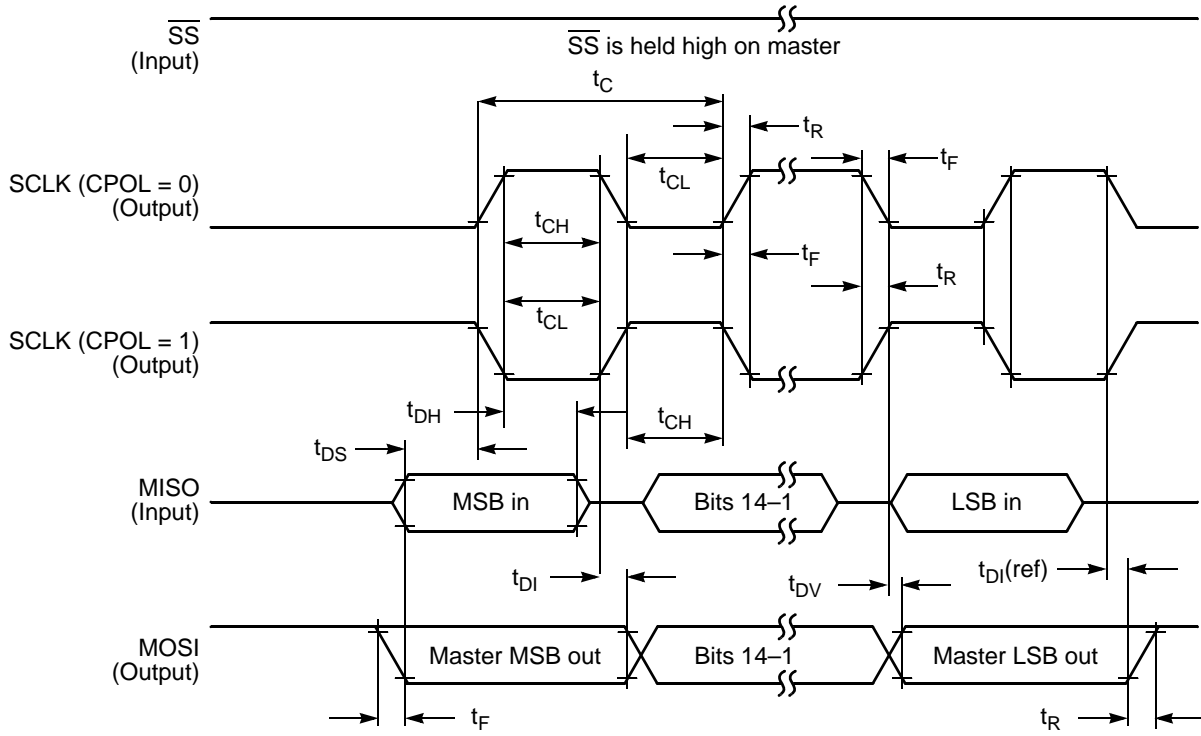 SS
(Input)
SS is held high on master
tC
tR
tF
SCLK (CPOL = 0)
(Output)
tCL
tCH
tF
tR
tCL
SCLK (CPOL = 1)
(Output)
tDH
tCH
tDS
MISO
(Input)
MSB in
Bits 14–1
LSB in
tDI
tDV
tDI(ref)
MOSI
(Output)
Master MSB out
Bits 14–1
Master LSB out
tF
tR